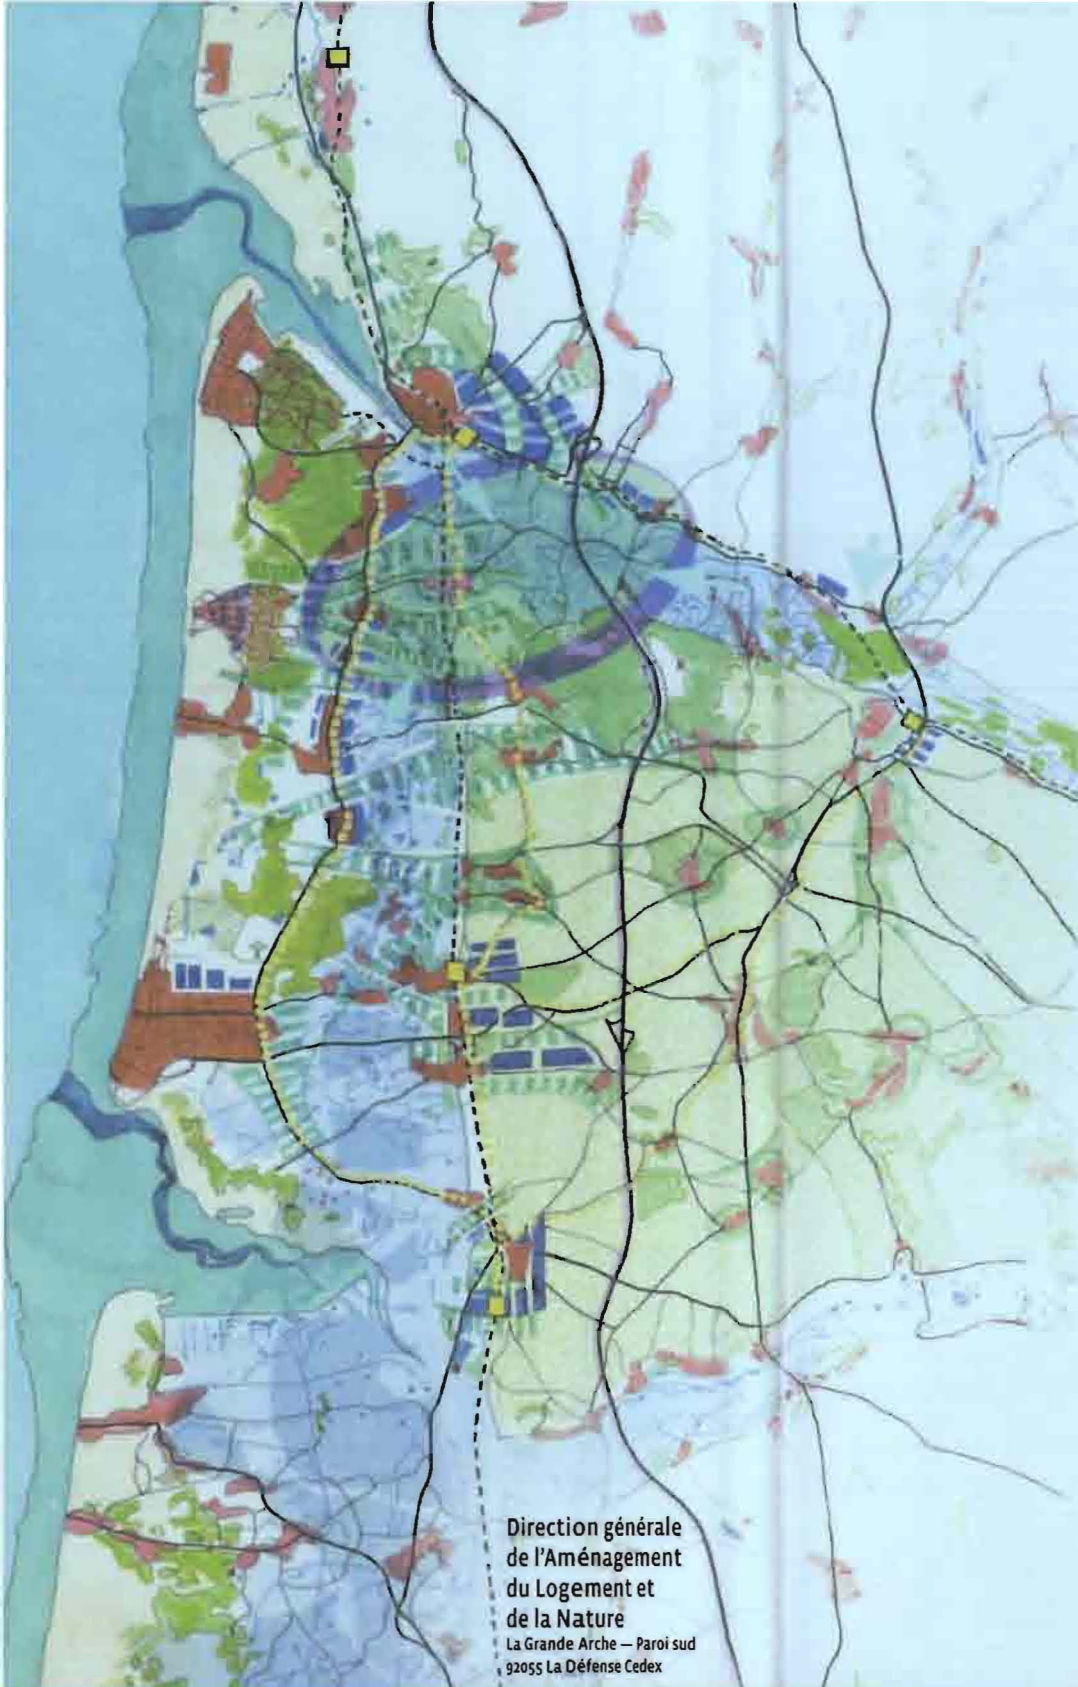 Direction générale
de l'Aménagement
du Logement et
de la Nature
La Grande Arche — Paroi sud
92055 La Défense Cedex